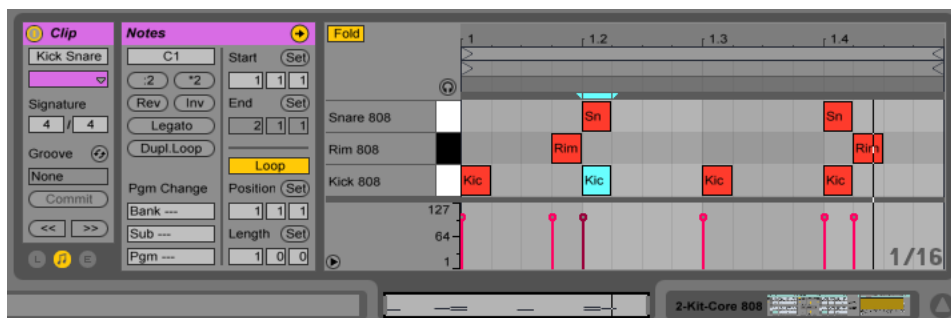 Clip
Kick Snare
Signature
4 / 4
Groove
None
Commit
<< >>
L E
Notes
C1
:2 *2
Rev Inv
Legato
Dupl.Loop
Pgm Change
Bank ---
Sub ---
Pgm ---
Start Set
1 1 1
End Set
2 1 1
Loop
Position Set
1 1 1
Length Set
1 0 0
Fold
1 1.2 1.3 1.4
Snare 808
Sn Sn
Rim 808
Rim Rim
Kick 808
Kic Kic Kic Kic
127
64
1
1/16
2-Kit-Core 808